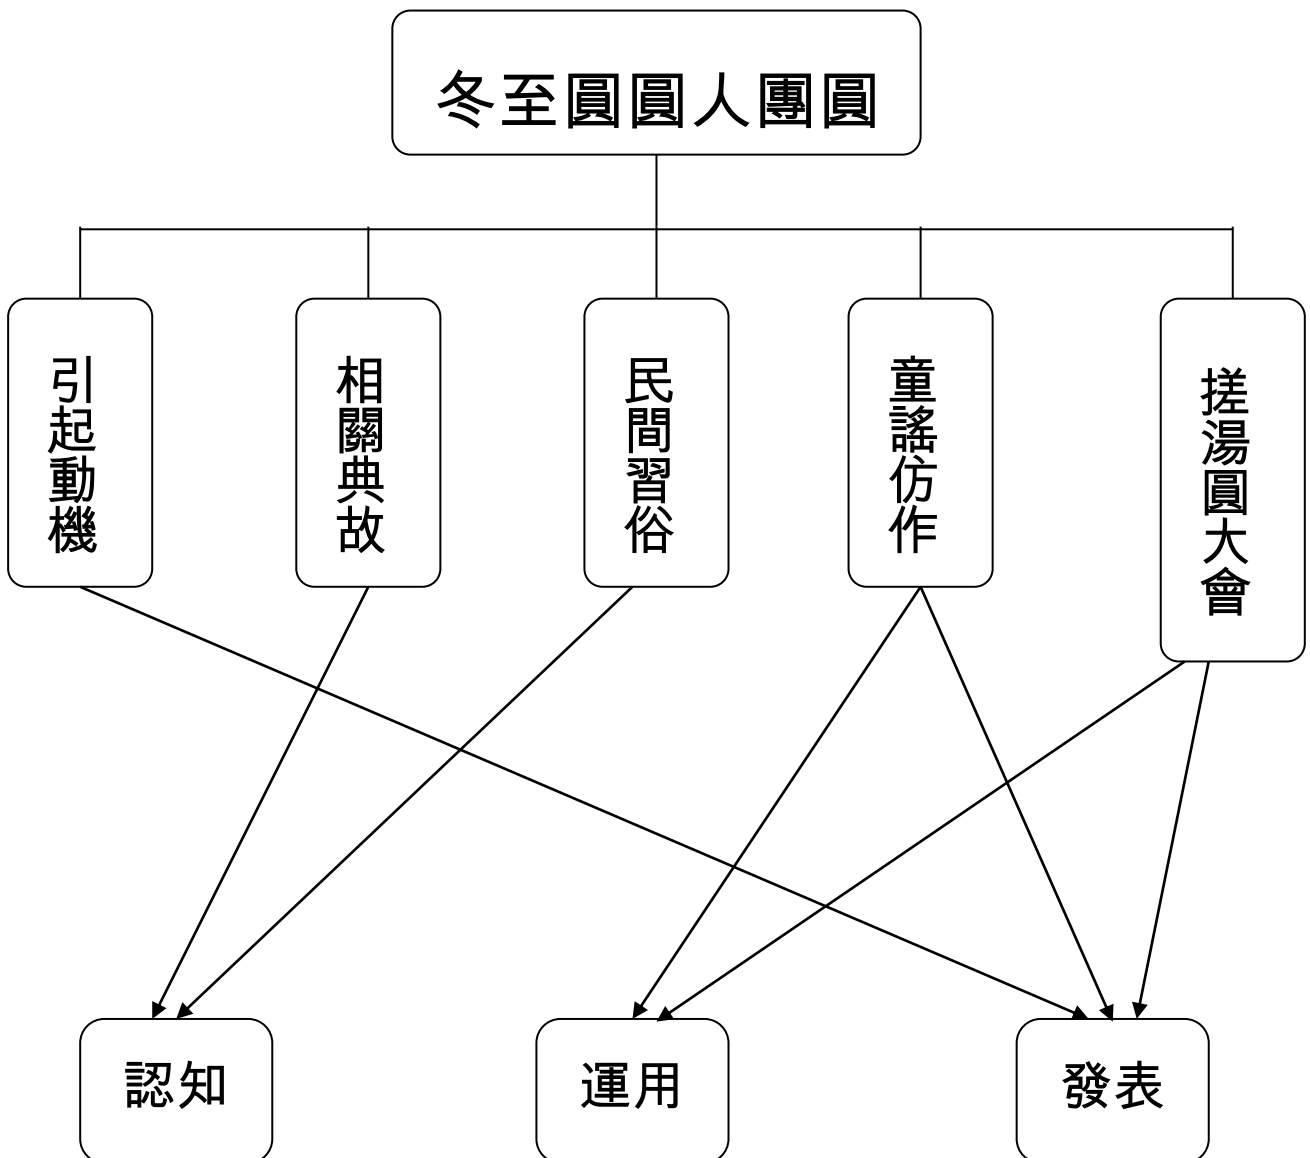 冬至圓圓人團圓
引起動機
相關典故
民間習俗
童謠仿作
搓湯圓大會
認知
運用
發表